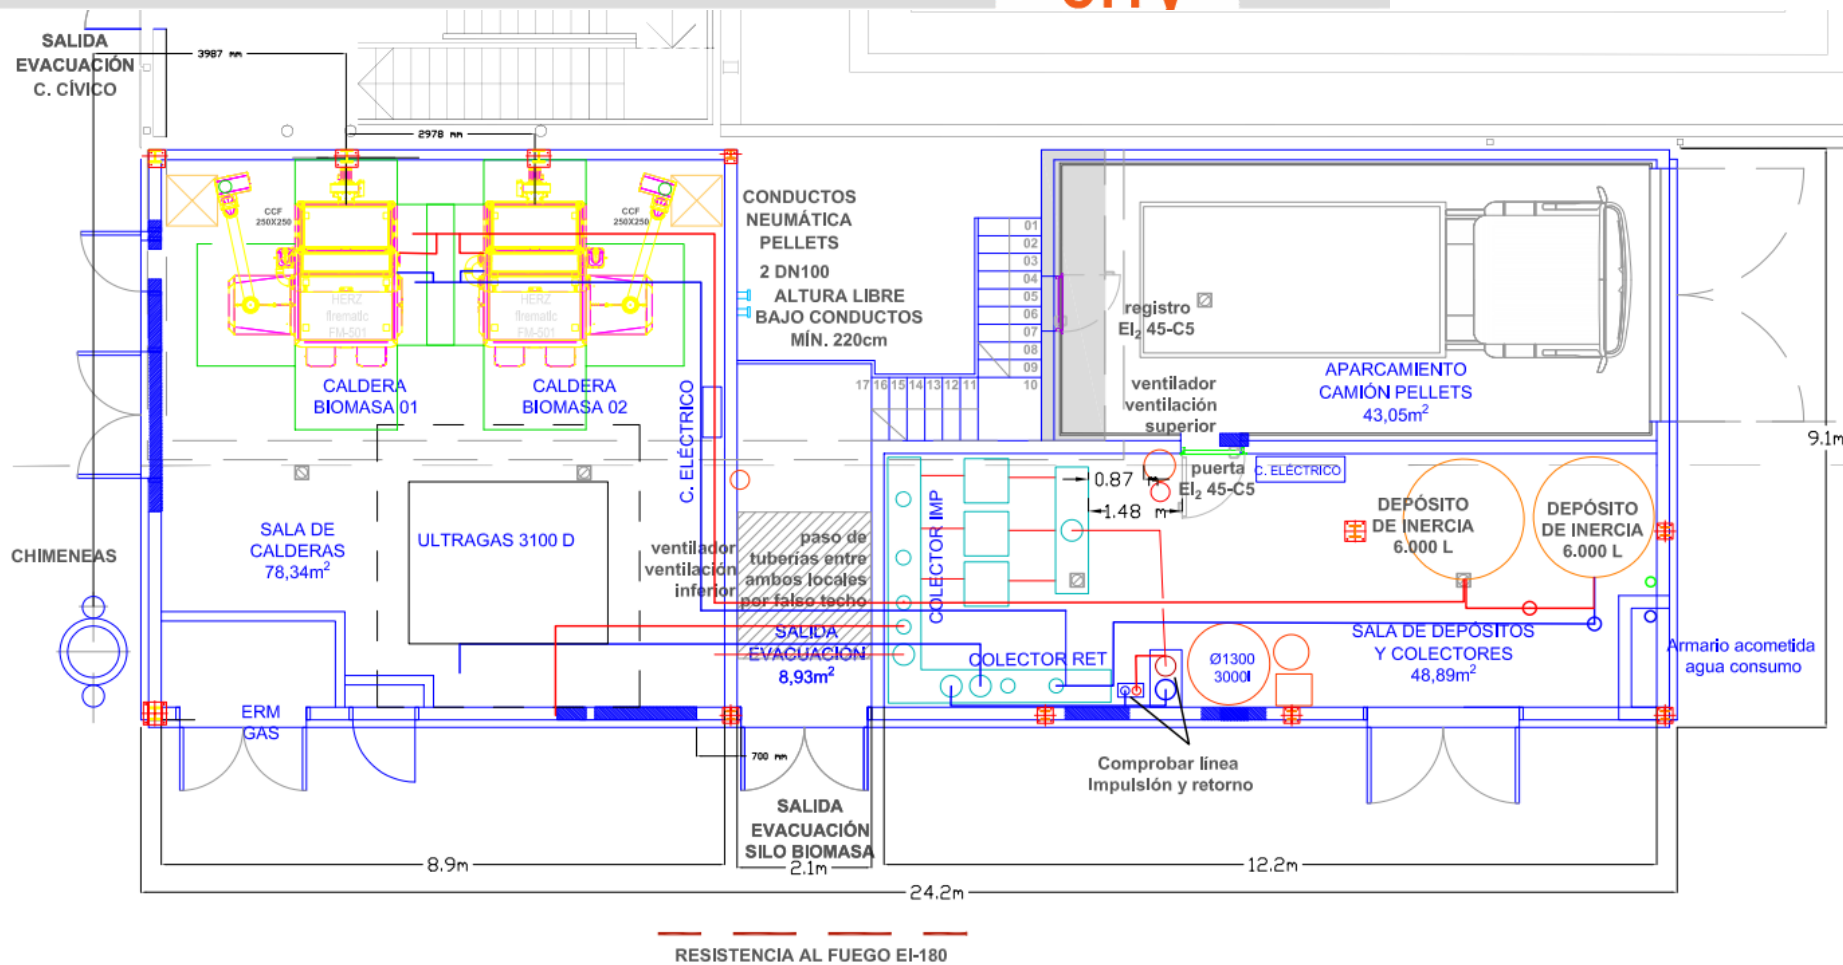 SALIDA
EVACUACIÓN
C. CÍVICO
3987 mm
2978 mm
CCF
250X250
CCF
250X250
HERZ
firematic
FM-501
HERZ
firematic
FM-501
CALDERA
BIOMASA 01
CALDERA
BIOMASA 02
C. ELÉCTRICO
CONDUCTOS
NEUMÁTICA
PELLETS
2 DN100
ALTURA LIBRE
BAJO CONDUCTOS
MÍN. 220cm
01
02
03
04
05
06
07
08
09
10
17 16 15 14 13 12 11
registro
EI2 45-C5
ventilador
ventilación
superior
APARCAMIENTO
CAMIÓN PELLETS
43,05m2
9.1m
puerta
EI2 45-C5
C. ELÉCTRICO
0.87 m
1.48 m
DEPÓSITO
DE INERCIA
6.000 L
DEPÓSITO
DE INERCIA
6.000 L
CHIMENEAS
SALA DE
CALDERAS
78,34m2
ULTRAGAS 3100 D
ventilador
ventilación
inferior
paso de
tuberías entre
ambos locales
por falso techo
COLECTOR IMP
SALIDA
EVACUACIÓN
8,93m2
COLECTOR RET
Ø1300
3000l
SALA DE DEPÓSITOS
Y COLECTORES
48,89m2
Armario acometida
agua consumo
ERM
GAS
700 mm
Comprobar línea
Impulsión y retorno
SALIDA
EVACUACIÓN
SILO BIOMASA
8.9m
2.1m
12.2m
24.2m
RESISTENCIA AL FUEGO EI-180